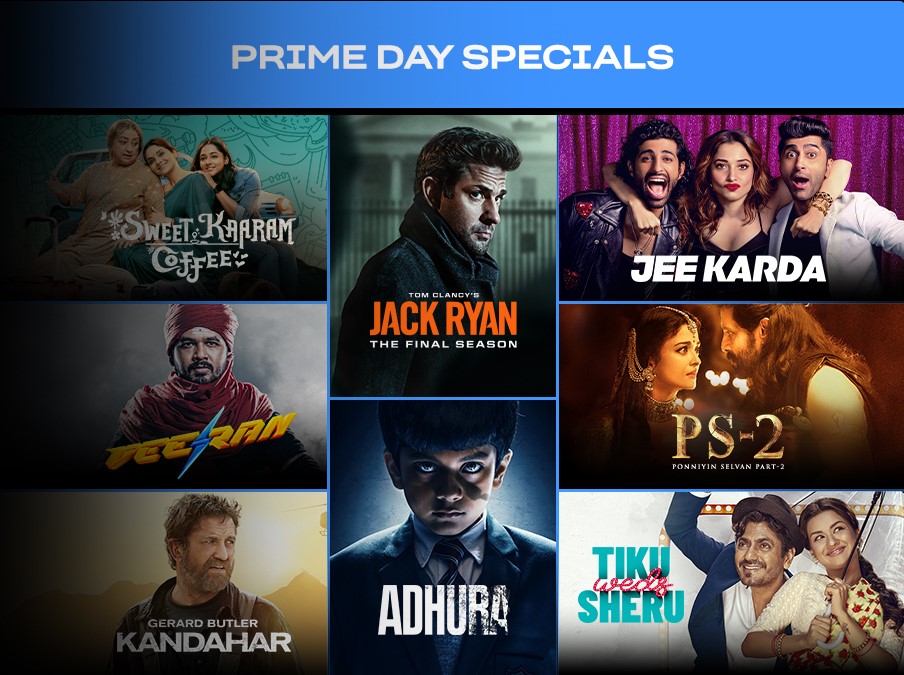 PRIME DAY SPECIALS
SWEET KAARAM
COFFEE
TOM CLANCY'S
JACK RYAN
THE FINAL SEASON
JEE KARDA
VEERAN
PS-2
PONNIYIN SELVAN PART-2
GERARD BUTLER
KANDAHAR
ADHURA
TIKU
weds
SHERU